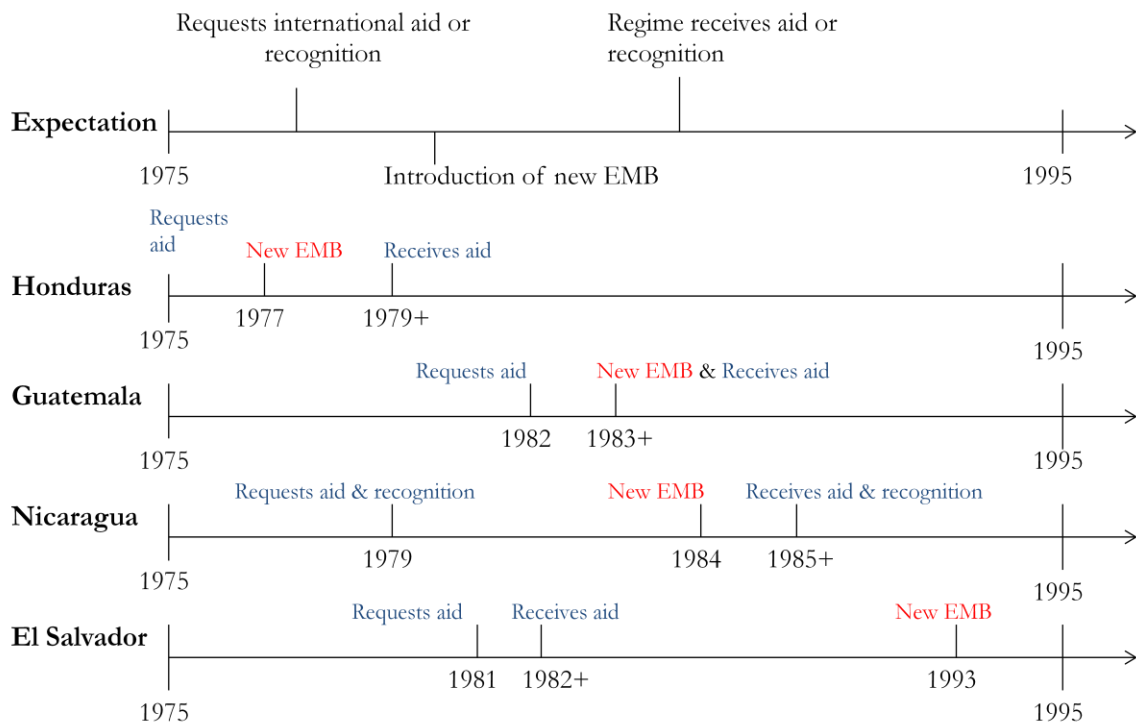 Requests international aid or
recognition
Regime receives aid or
recognition
Expectation
1975
Introduction of new EMB
1995
Requests
aid
New EMB
Receives aid
Honduras
1975
1977
1979+
1995
Requests aid
New EMB & Receives aid
Guatemala
1975
1982
1983+
1995
Requests aid & recognition
New EMB
Receives aid & recognition
Nicaragua
1975
1979
1984
1985+
1995
Requests aid
Receives aid
New EMB
El Salvador
1975
1981
1982+
1993
1995